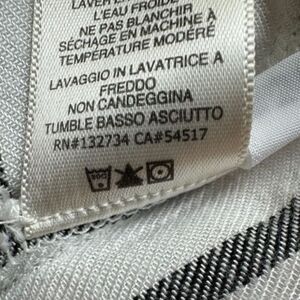 L'EAU FROIDE
NE PAS BLANCHIR
SÉCHAGE EN MACHINE À
TEMPÉRATURE MODÉRÉ
LAVAGGIO IN LAVATRICE A
FREDDO
NON CANDEGGINA
TUMBLE BASSO ASCIUTTO
RN#132734 CA#54517